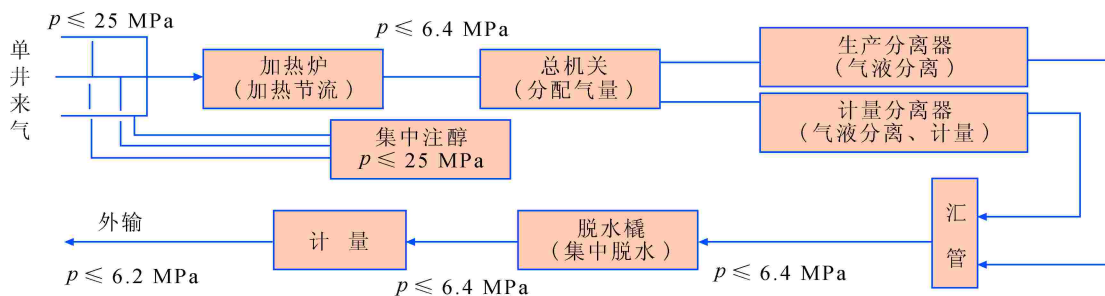 p ≤ 25 MPa
单井来气
加热炉
(加热节流)
p ≤ 6.4 MPa
总机关
(分配气量)
生产分离器
(气液分离)
计量分离器
(气液分离、计量)
集中注醇
p ≤ 25 MPa
汇管
p ≤ 6.4 MPa
脱水橇
(集中脱水)
p ≤ 6.4 MPa
计 量
外输
p ≤ 6.2 MPa